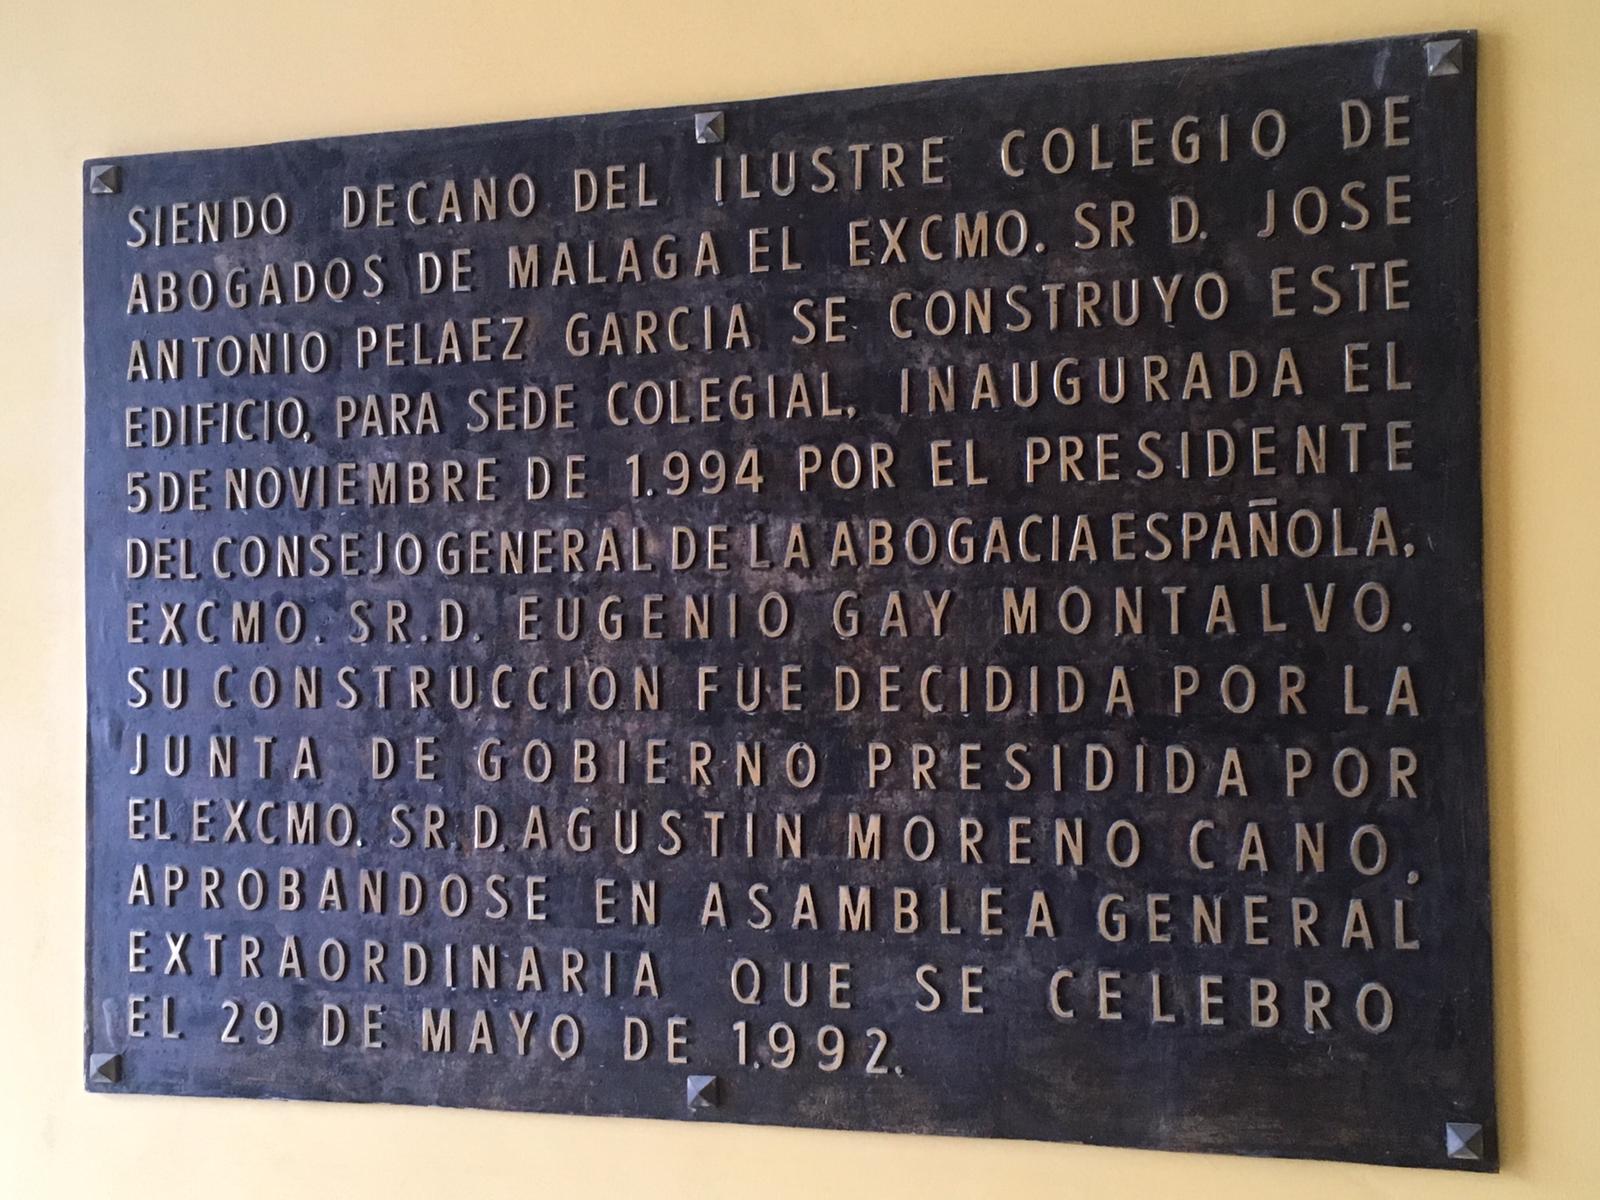 SIENDO DECANO DEL ILUSTRE COLEGIO DE
ABOGADOS DE MALAGA EL EXCMO. SR D. JOSE
ANTONIO PELAEZ GARCIA SE CONSTRUYO ESTE
EDIFICIO, PARA SEDE COLEGIAL, INAUGURADA EL
5 DE NOVIEMBRE DE 1.994 POR EL PRESIDENTE
DEL CONSEJO GENERAL DE LA ABOGACIA ESPAÑOLA,
EXCMO. SR. D. EUGENIO GAY MONTALVO.
SU CONSTRUCCION FUE DECIDIDA POR LA
JUNTA DE GOBIERNO PRESIDIDA POR
EL EXCMO. SR. D. AGUSTIN MORENO CANO,
APROBANDOSE EN ASAMBLEA GENERAL
EXTRAORDINARIA QUE SE CELEBRO
EL 29 DE MAYO DE 1.992.